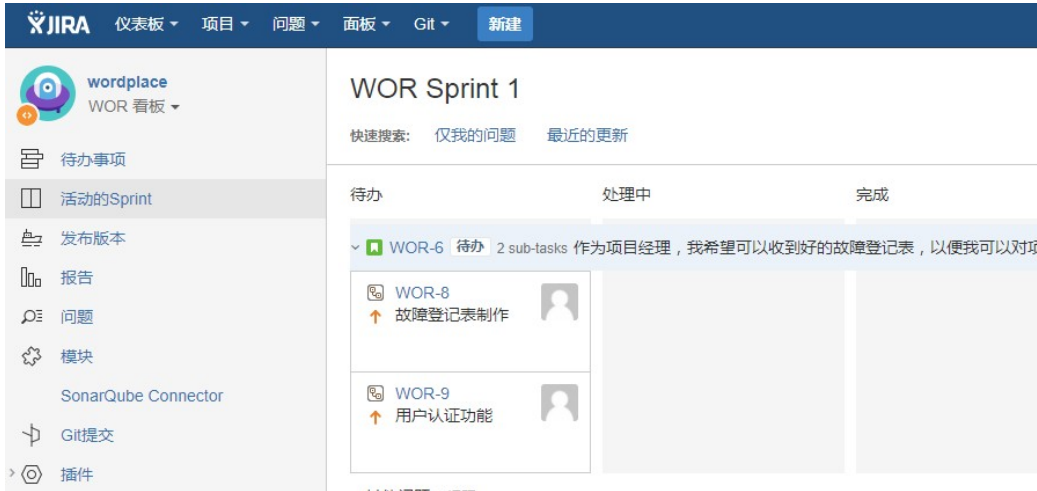 JIRA 仪表板 项目 问题 面板 Git 新建
wordplace
WOR 看板
待办事项
活动的Sprint
发布版本
报告
问题
模块
SonarQube Connector
Git提交
插件
WOR Sprint 1
快速搜索: 仅我的问题 最近的更新
待办 处理中 完成
WOR-6 待办 2 sub-tasks 作为项目经理，我希望可以收到好的故障登记表，以便我可以对项
WOR-8
故障登记表制作
WOR-9
用户认证功能